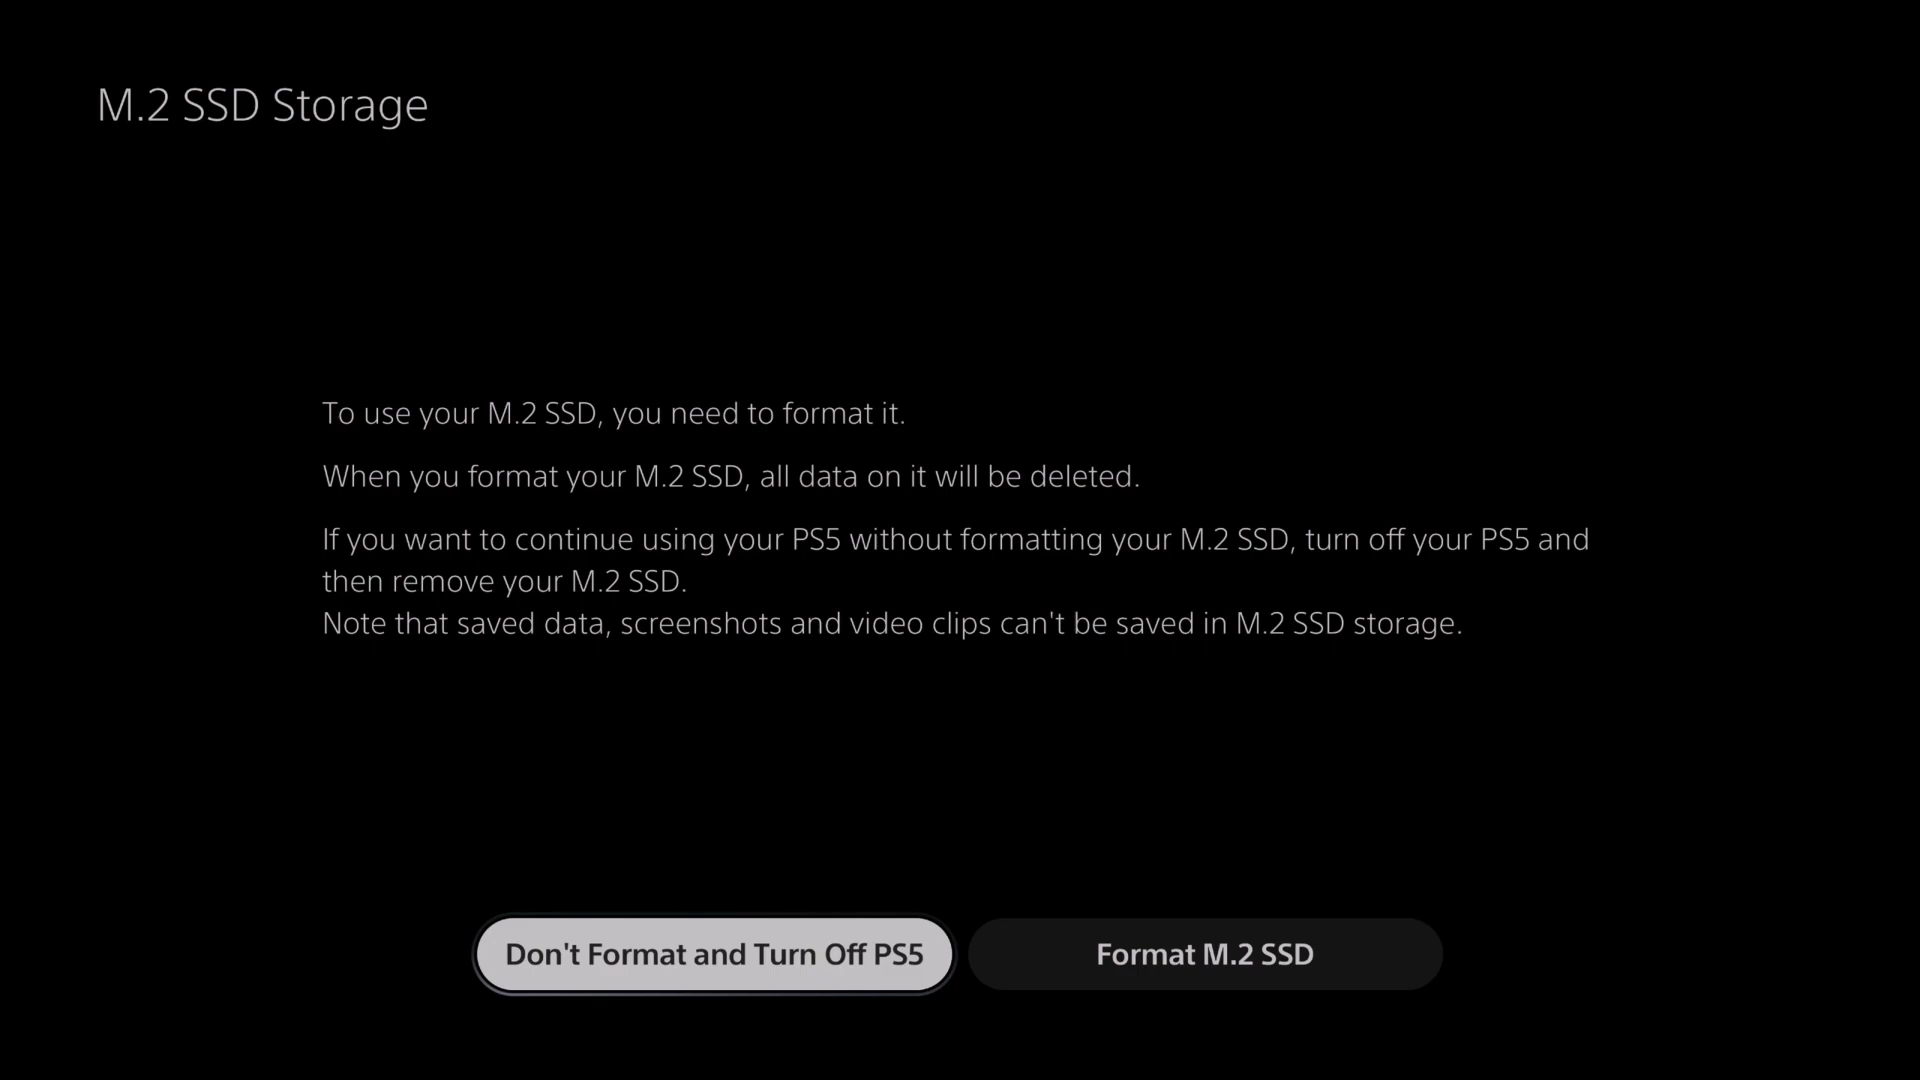 M.2 SSD Storage
To use your M.2 SSD, you need to format it.
When you format your M.2 SSD, all data on it will be deleted.
If you want to continue using your PS5 without formatting your M.2 SSD, turn off your PS5 and
then remove your M.2 SSD.
Note that saved data, screenshots and video clips can't be saved in M.2 SSD storage.
Don't Format and Turn Off PS5
Format M.2 SSD